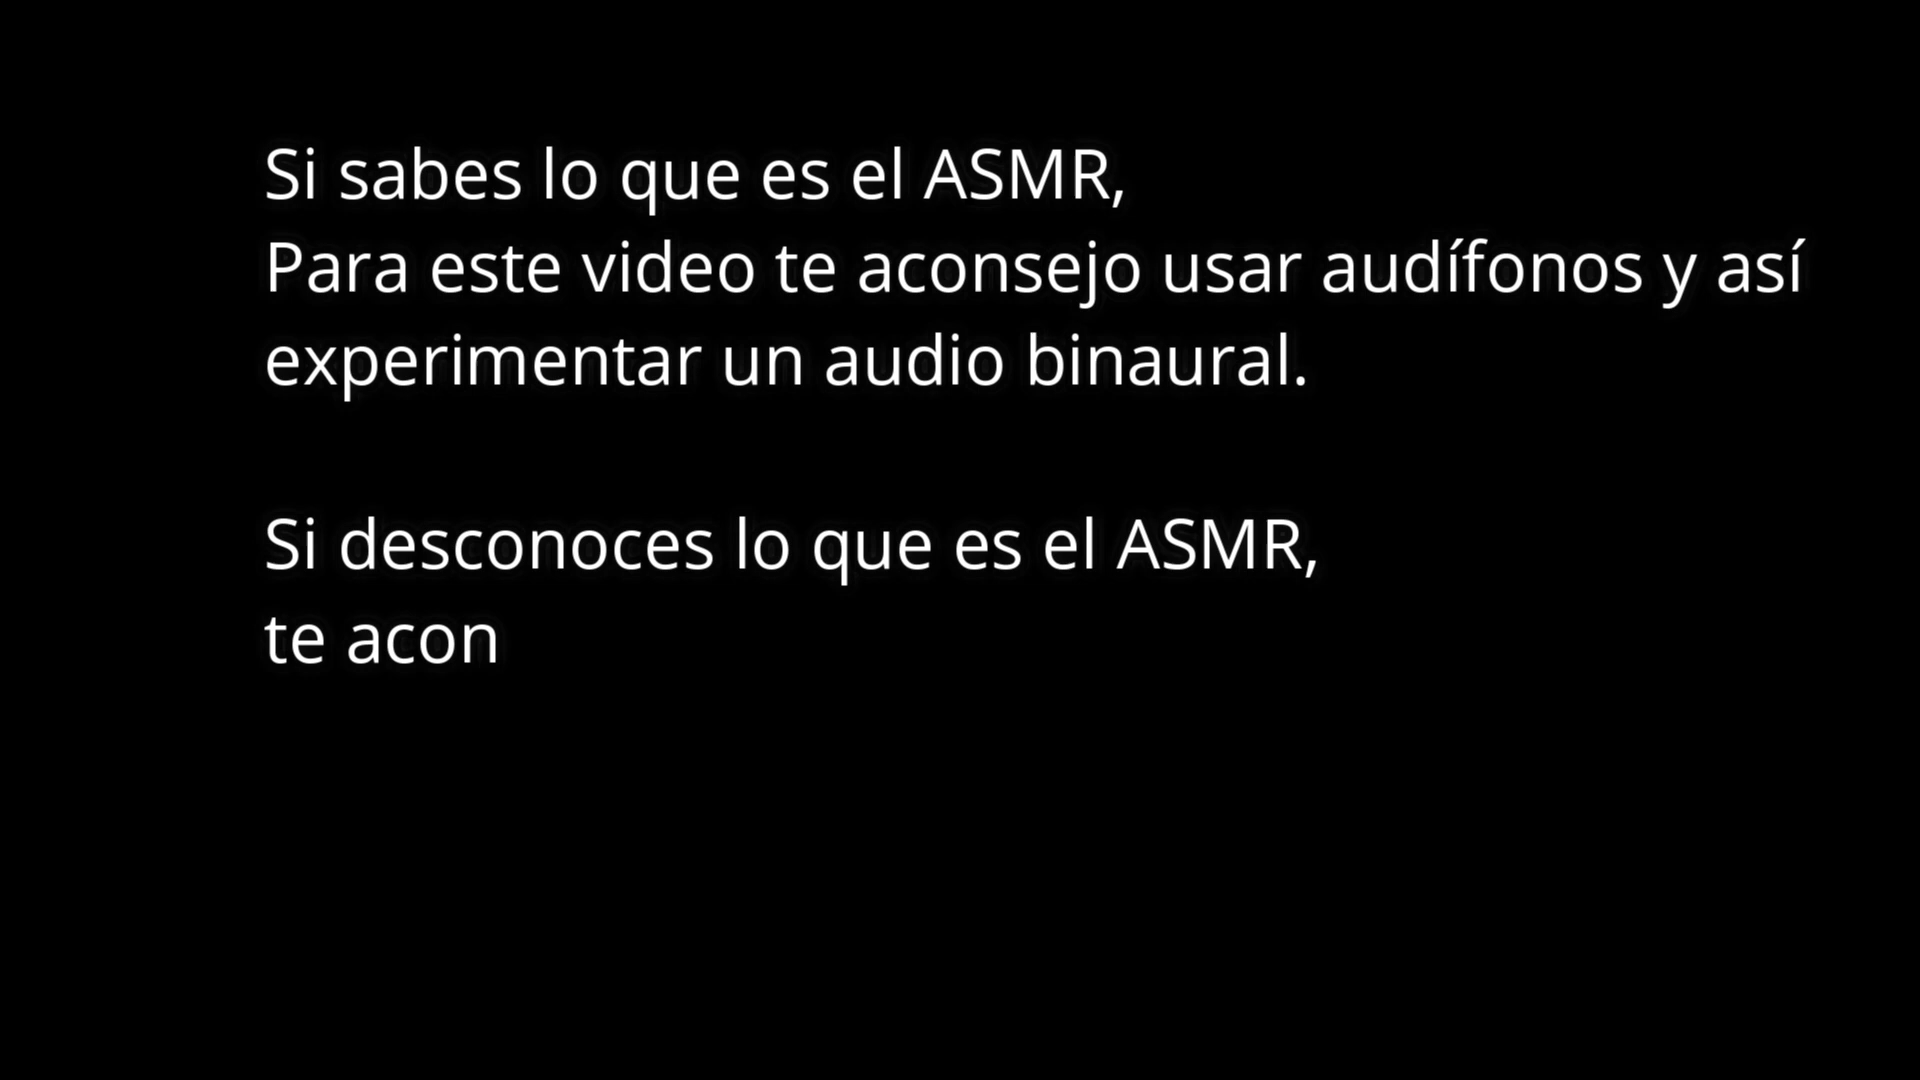 Si sabes lo que es el ASMR,
Para este video te aconsejo usar audífonos y así
experimentar un audio binaural.
Si desconoces lo que es el ASMR,
te acon